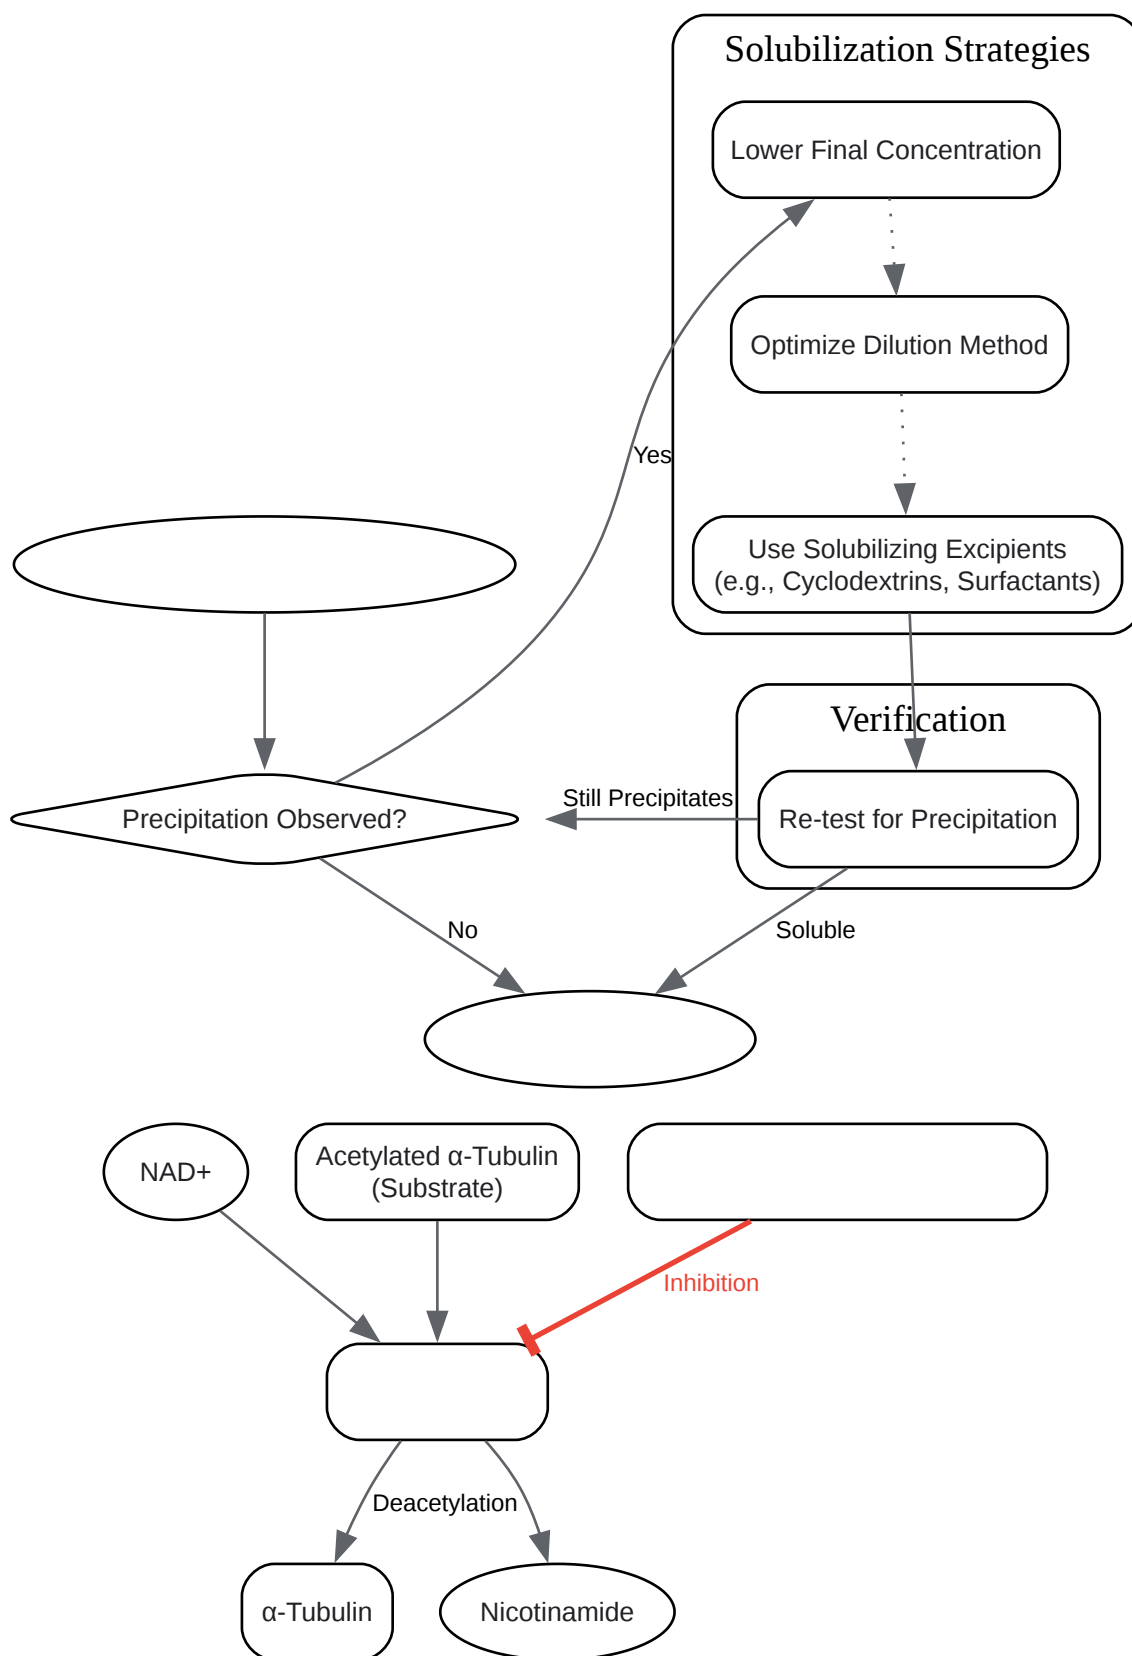 Solubilization Strategies
Lower Final Concentration
Optimize Dilution Method
Yes
Use Solubilizing Excipients
(e.g., Cyclodextrins, Surfactants)
Verification
Still Precipitates
Precipitation Observed?
Re-test for Precipitation
No
Soluble
NAD+
Acetylated α-Tubulin
(Substrate)
Inhibition
Deacetylation
α-Tubulin
Nicotinamide